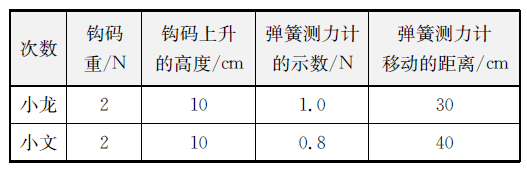 次数 钩码重/N 钩码上升的高度/cm 弹簧测力计的示数/N 弹簧测力计移动的距离/cm
小龙 2 10 1.0 30
小文 2 10 0.8 40